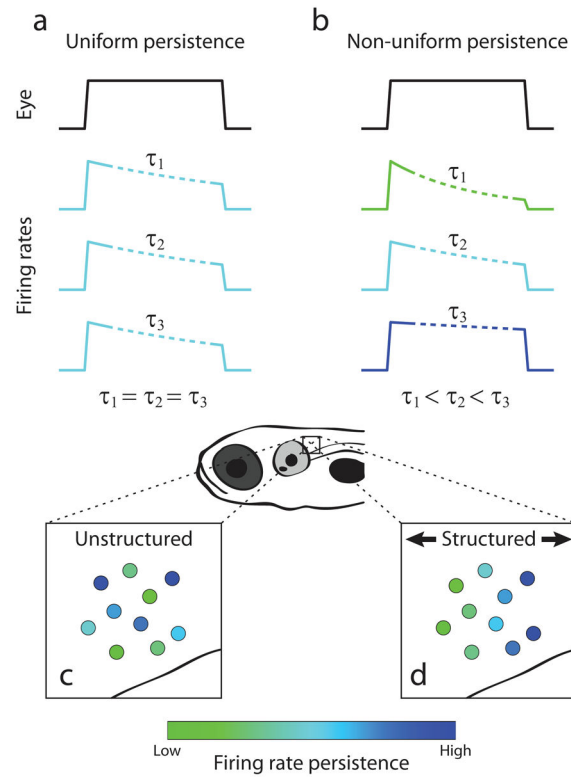 a
Uniform persistence
b
Non-uniform persistence
Eye
Firing rates
τ1
τ2
τ3
τ1
τ2
τ3
τ1 = τ2 = τ3
τ1 < τ2 < τ3
Unstructured
c
Structured
d
Low
High
Firing rate persistence